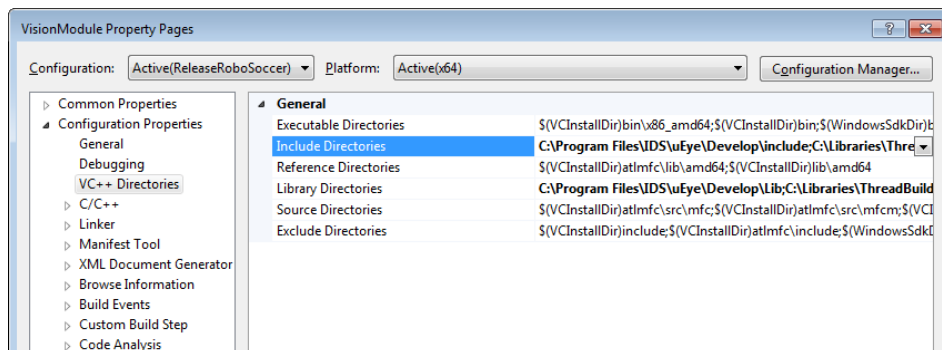 VisionModule Property Pages
Configuration: Active(ReleaseRoboSoccer) Platform: Active(x64) Configuration Manager...
Common Properties
Configuration Properties
General
Debugging
VC++ Directories
C/C++
Linker
Manifest Tool
XML Document Generator
Browse Information
Build Events
Custom Build Step
Code Analysis
General
Executable Directories $(VCInstallDir)bin\x86_amd64;$(VCInstallDir)bin;$(WindowsSdkDir)b
Include Directories C:\Program Files\IDS\uEye\Develop\include;C:\Libraries\Thre
Reference Directories $(VCInstallDir)atlmfc\lib\amd64;$(VCInstallDir)lib\amd64
Library Directories C:\Program Files\IDS\uEye\Develop\Lib;C:\Libraries\ThreadBuild
Source Directories $(VCInstallDir)atlmfc\src\mfc;$(VCInstallDir)atlmfc\src\mfcm;$(VCI
Exclude Directories $(VCInstallDir)include;$(VCInstallDir)atlmfc\include;$(WindowsSdkD